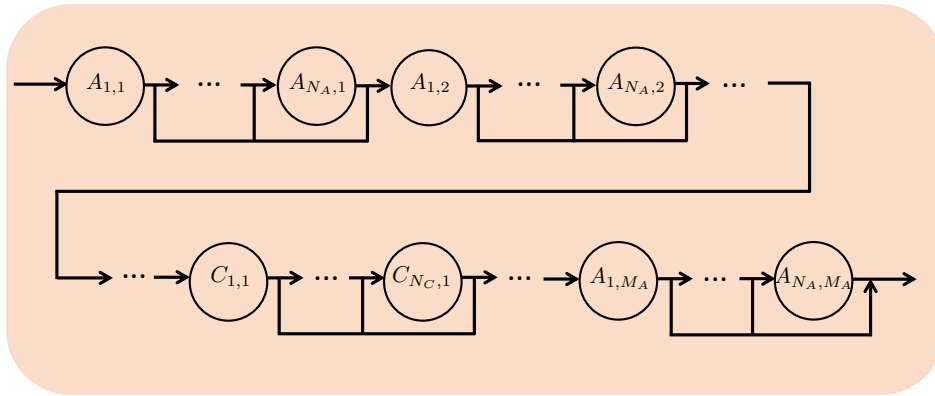 A_{1,1} ··· A_{N_A,1} A_{1,2} ··· A_{N_A,2} ···
··· C_{1,1} ··· C_{N_C,1} ··· A_{1,M_A} ··· A_{N_A,M_A}